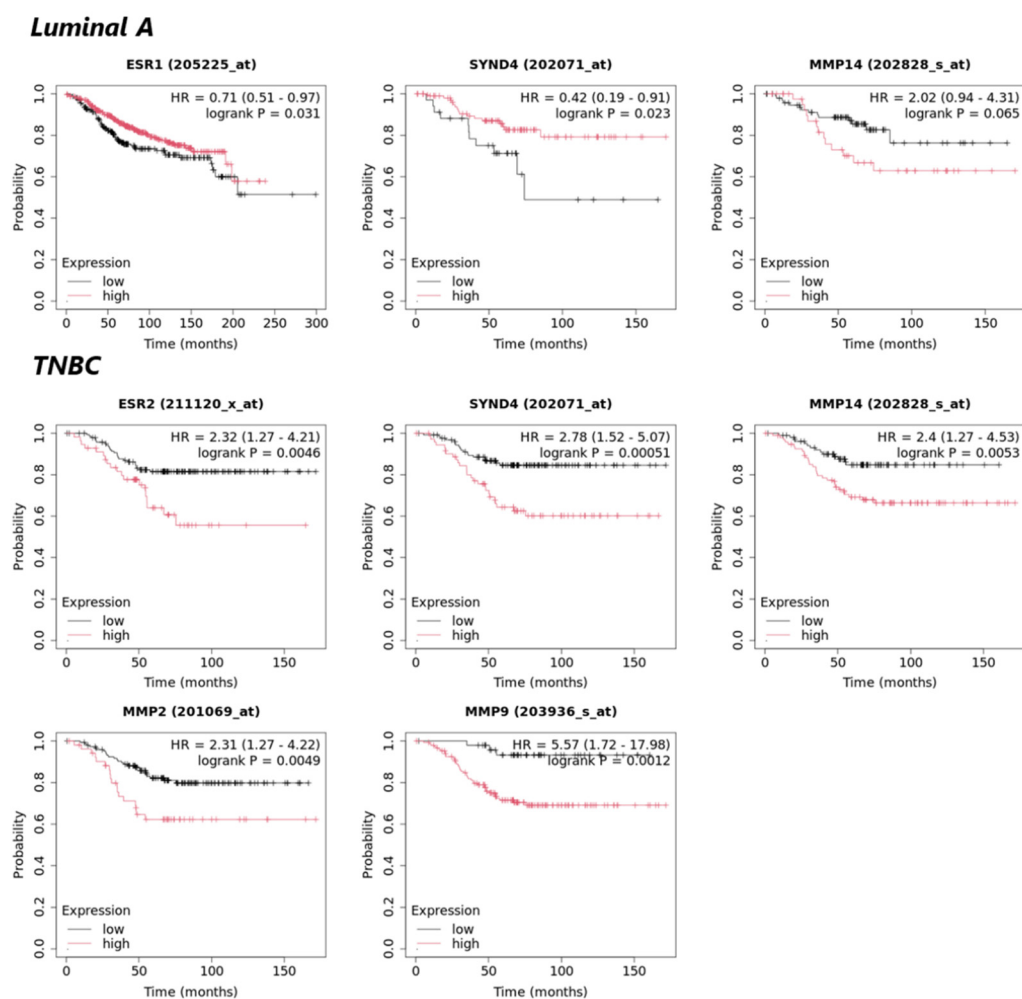 Luminal A
ESR1 (205225_at)
HR = 0.71 (0.51 - 0.97)
logrank P = 0.031
Probability
1.0
0.8
0.6
0.4
0.2
0.0
Expression
low
high
0 50 100 150 200 250 300
Time (months)
SYND4 (202071_at)
HR = 0.42 (0.19 - 0.91)
logrank P = 0.023
Probability
1.0
0.8
0.6
0.4
0.2
0.0
Expression
low
high
0 50 100 150
Time (months)
MMP14 (202828_s_at)
HR = 2.02 (0.94 - 4.31)
logrank P = 0.065
Probability
1.0
0.8
0.6
0.4
0.2
0.0
Expression
low
high
0 50 100 150
Time (months)
TNBC
ESR2 (211120_x_at)
HR = 2.32 (1.27 - 4.21)
logrank P = 0.0046
Probability
1.0
0.8
0.6
0.4
0.2
0.0
Expression
low
high
0 50 100 150
Time (months)
SYND4 (202071_at)
HR = 2.78 (1.52 - 5.07)
logrank P = 0.00051
Probability
1.0
0.8
0.6
0.4
0.2
0.0
Expression
low
high
0 50 100 150
Time (months)
MMP14 (202828_s_at)
HR = 2.4 (1.27 - 4.53)
logrank P = 0.0053
Probability
1.0
0.8
0.6
0.4
0.2
0.0
Expression
low
high
0 50 100 150
Time (months)
MMP2 (201069_at)
HR = 2.31 (1.27 - 4.22)
logrank P = 0.0049
Probability
1.0
0.8
0.6
0.4
0.2
0.0
Expression
low
high
0 50 100 150
Time (months)
MMP9 (203936_s_at)
HR = 5.57 (1.72 - 17.98)
logrank P = 0.0012
Probability
1.0
0.8
0.6
0.4
0.2
0.0
Expression
low
high
0 50 100 150
Time (months)